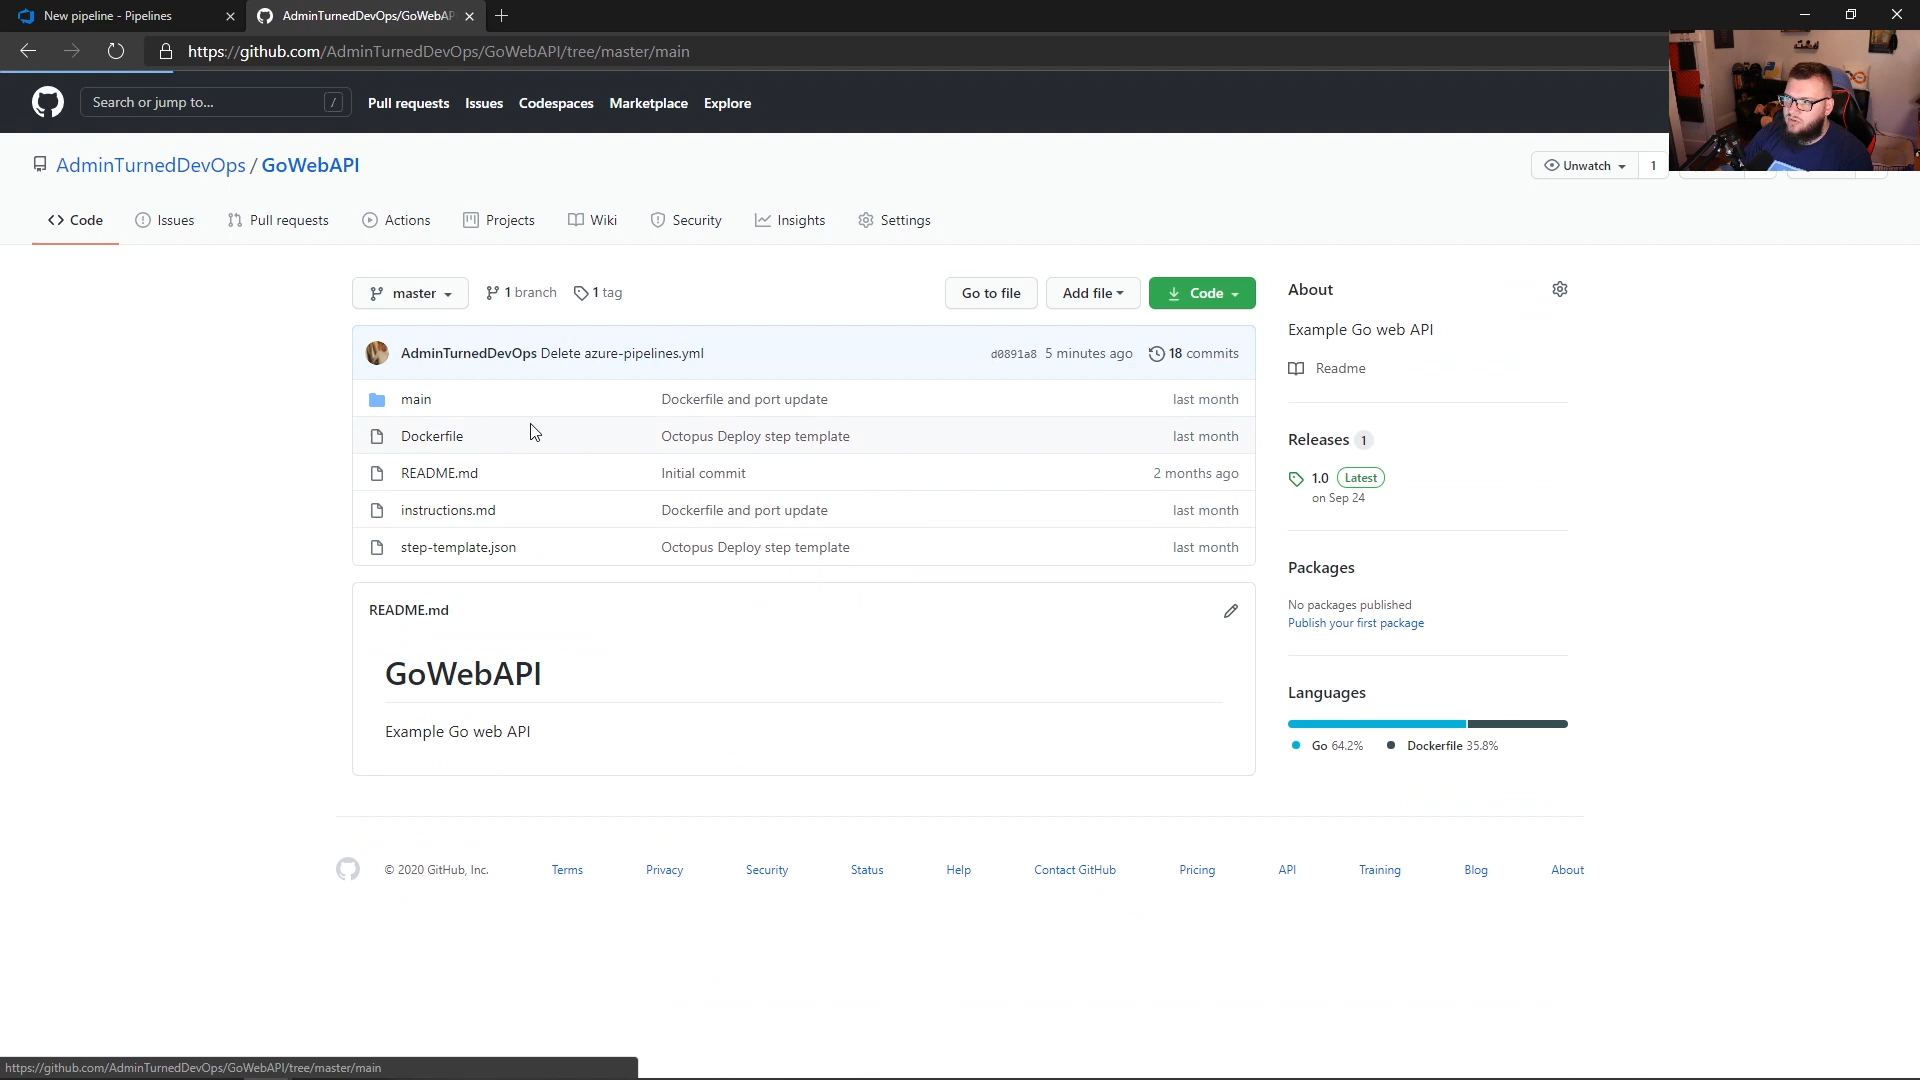 New pipeline - Pipelines
AdminTurnedDevOps/GoWebAP
https://github.com/AdminTurnedDevOps/GoWebAPI/tree/master/main
Search or jump to... /
Pull requests Issues Codespaces Marketplace Explore
AdminTurnedDevOps / GoWebAPI
Unwatch 1
Code Issues Pull requests Actions Projects Wiki Security Insights Settings
master 1 branch 1 tag Go to file Add file Code
AdminTurnedDevOps Delete azure-pipelines.yml d0891a8 5 minutes ago 18 commits
main Dockerfile and port update last month
Dockerfile Octopus Deploy step template last month
README.md Initial commit 2 months ago
instructions.md Dockerfile and port update last month
step-template.json Octopus Deploy step template last month
README.md
GoWebAPI
Example Go web API
About
Example Go web API
Readme
Releases 1
1.0 Latest
on Sep 24
Packages
No packages published
Publish your first package
Languages
Go 64.2% Dockerfile 35.8%
© 2020 GitHub, Inc. Terms Privacy Security Status Help Contact GitHub Pricing API Training Blog About
https://github.com/AdminTurnedDevOps/GoWebAPI/tree/master/main